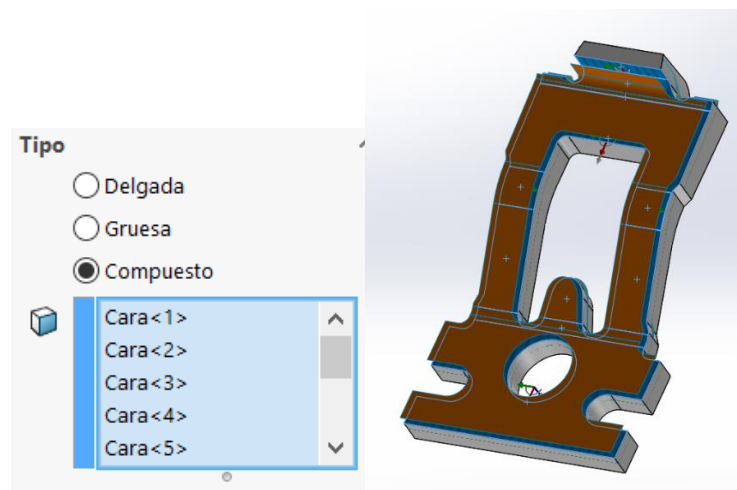 Tipo
Delgada
Gruesa
Compuesto
Cara<1>
Cara<2>
Cara<3>
Cara<4>
Cara<5>